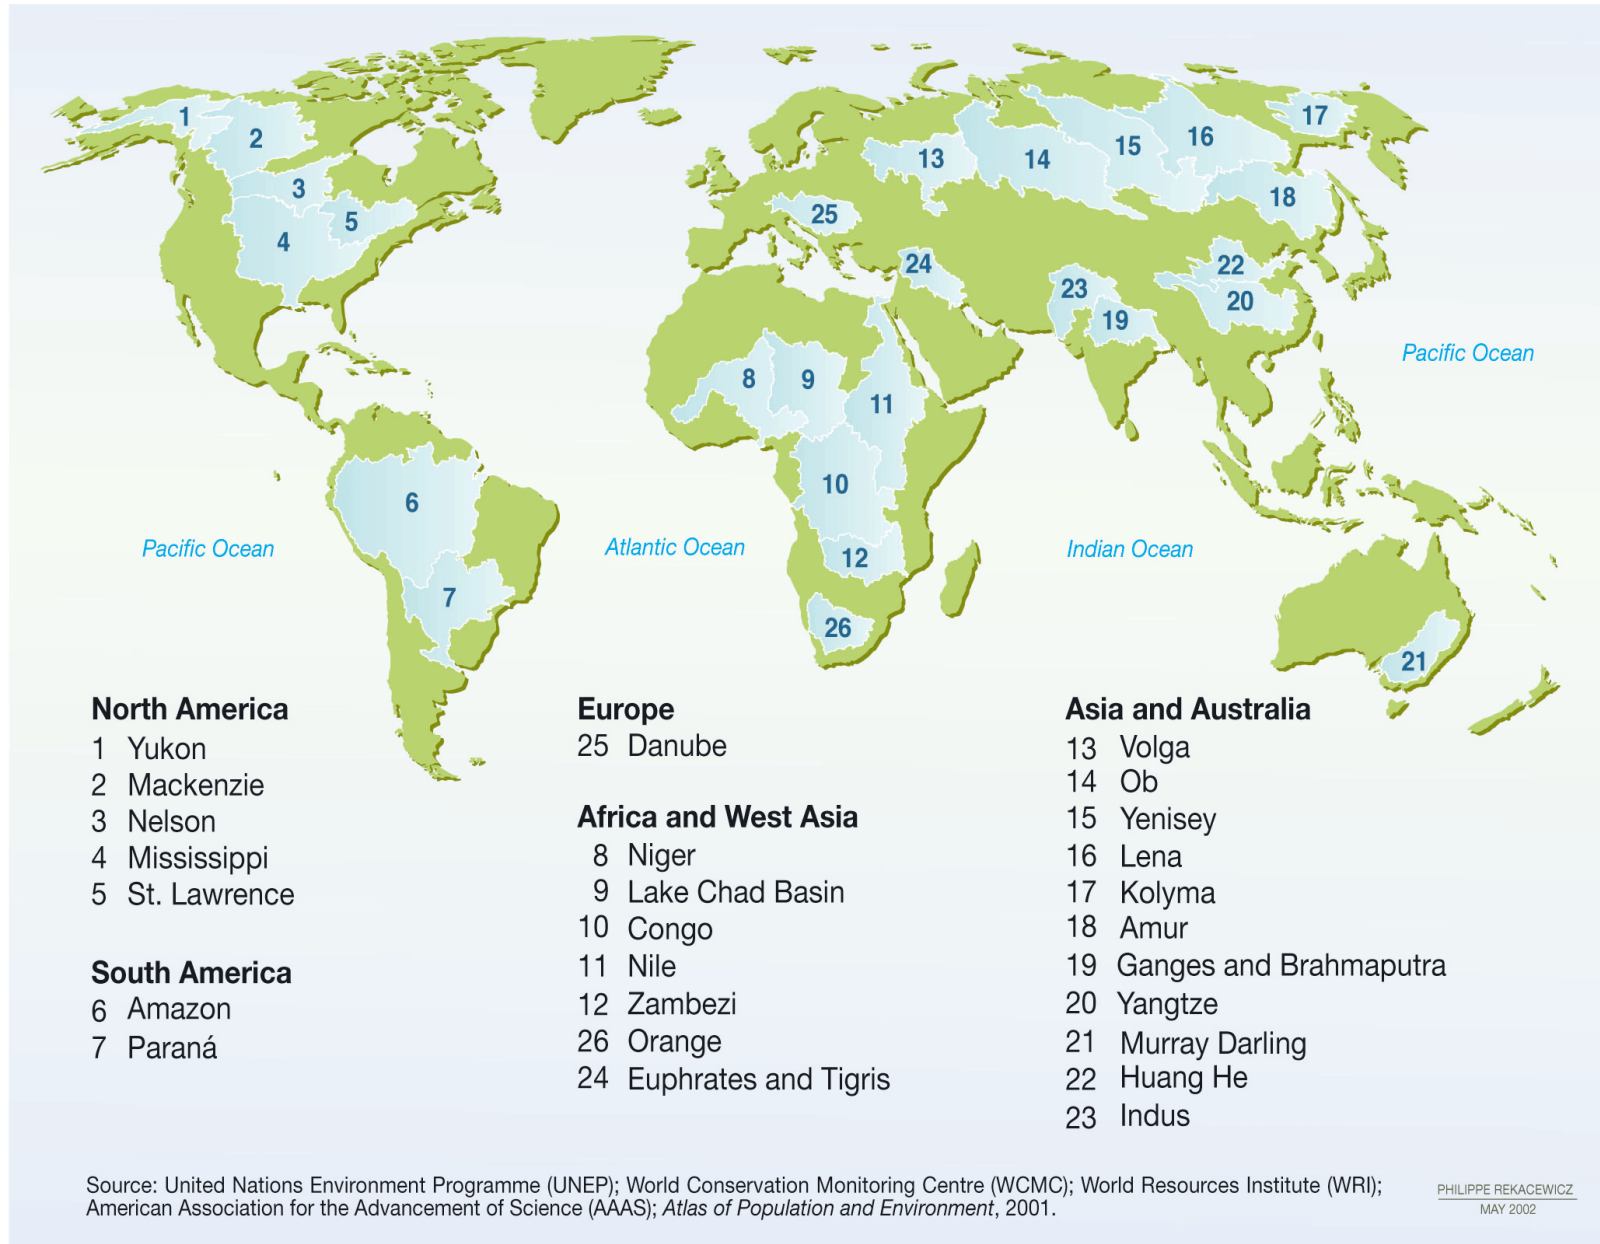 1
2
3
4
5
6
7
8
9
10
11
12
13
14
15
16
17
18
19
20
21
22
23
24
25
26
Pacific Ocean
Atlantic Ocean
Indian Ocean
Pacific Ocean
North America
1 Yukon
2 Mackenzie
3 Nelson
4 Mississippi
5 St. Lawrence
South America
6 Amazon
7 Paraná
Europe
25 Danube
Africa and West Asia
8 Niger
9 Lake Chad Basin
10 Congo
11 Nile
12 Zambezi
26 Orange
24 Euphrates and Tigris
Asia and Australia
13 Volga
14 Ob
15 Yenisey
16 Lena
17 Kolyma
18 Amur
19 Ganges and Brahmaputra
20 Yangtze
21 Murray Darling
22 Huang He
23 Indus
Source: United Nations Environment Programme (UNEP); World Conservation Monitoring Centre (WCMC); World Resources Institute (WRI);
American Association for the Advancement of Science (AAAS); Atlas of Population and Environment, 2001.
PHILIPPE REKACEWICZ
MAY 2002